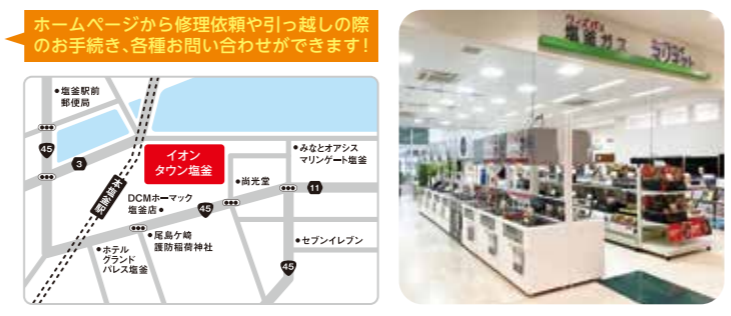 ホームページから修理依頼や引っ越しの際
のお手続き、各種お問い合わせができます!
塩釜駅前
郵便局
45
3
イオン
タウン塩釜
みなとオアシス
マリンゲート塩釜
尚光堂
11
本塩釜駅
DCMホーマック
塩釜店
45
尾島ケ崎
護防稲荷神社
ホテル
グランド
パレス塩釜
セブンイレブン
45
塩釜ガス